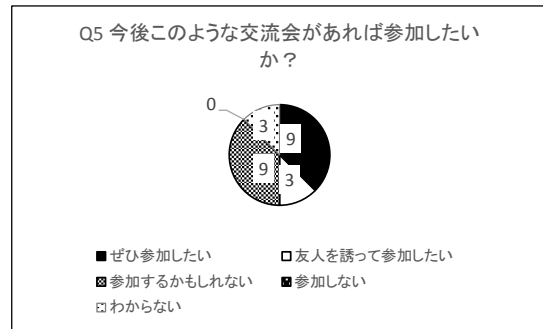 Q5 今後このような交流会があれば参加したい
か？
0
3
9
9
3
ぜひ参加したい
友人を誘って参加したい
参加するかもしれない
参加しない
わからない